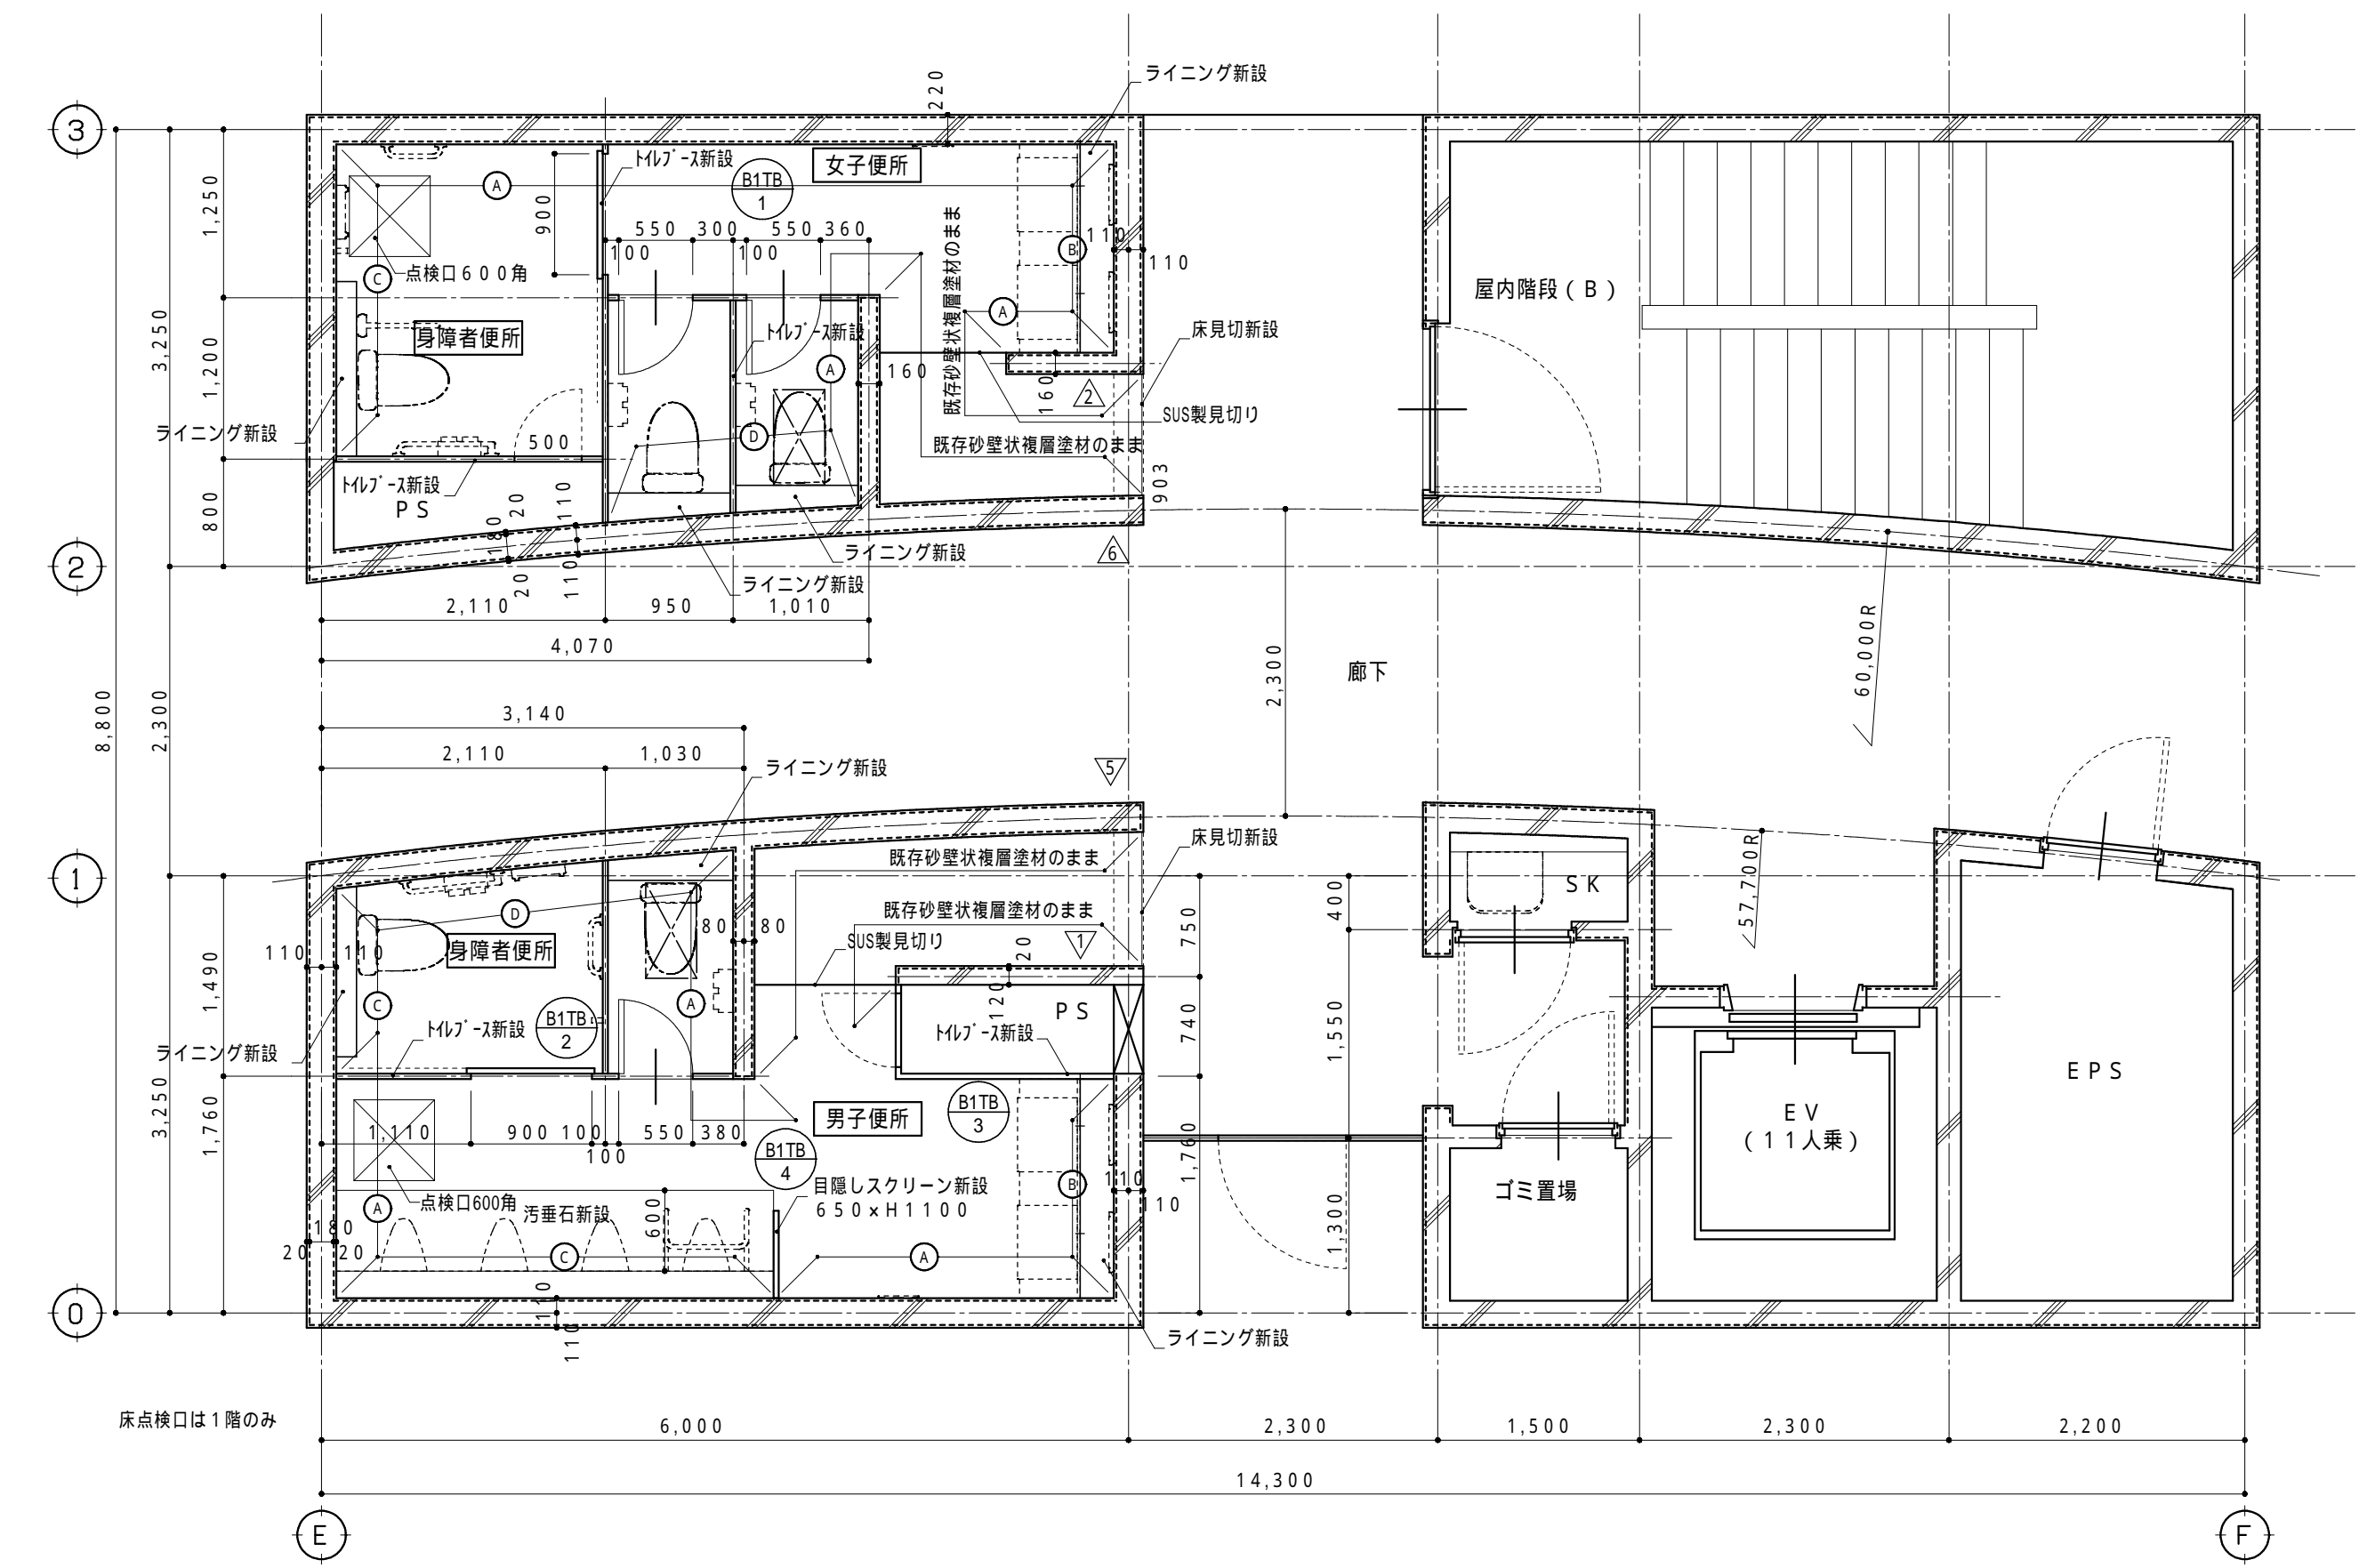 220
ライニング新設
3
トイレブース新設
女子便所
A
B1TB
1
1,250
900
550 300 550 360
100
100
110
B
110
点検口600角
C
既存砂壁状複層塗材のまま
屋内階段(B)
A
3,250
身障者便所
トイレブース新設
床見切新設
1,200
A
160
160
2
SUS製見切り
ライニング新設
500
D
既存砂壁状複層塗材のまま
トイレブース新設
903
PS
20
110
800
180
ライニング新設
6
2
20
110
ライニング新設
2,110
950
1,010
4,070
60,000R
2,300
廊下
8,800
2,300
3,140
2,110
1,030
ライニング新設
5
床見切新設
1
既存砂壁状複層塗材のまま
57,700R
SK
D
既存砂壁状複層塗材のまま
400
750
80
80
SUS製見切り
1
20
身障者便所
110
110
1,490
C
A
120
PS
740
1,550
トイレブース新設
B1TB
2
トイレブース新設
ライニング新設
EPS
3,250
1,760
1,110
900
100
550
380
100
男子便所
B1TB
3
EV
(11人乗)
B1TB
4
1,760
目隠しスクリーン新設
650×H1100
B
110
110
ゴミ置場
点検口600角
汚垂石新設
600
A
180
20
20
C
A
1,300
110
110
0
ライニング新設
床点検口は1階のみ
6,000
2,300
1,500
2,300
2,200
14,300
E
F